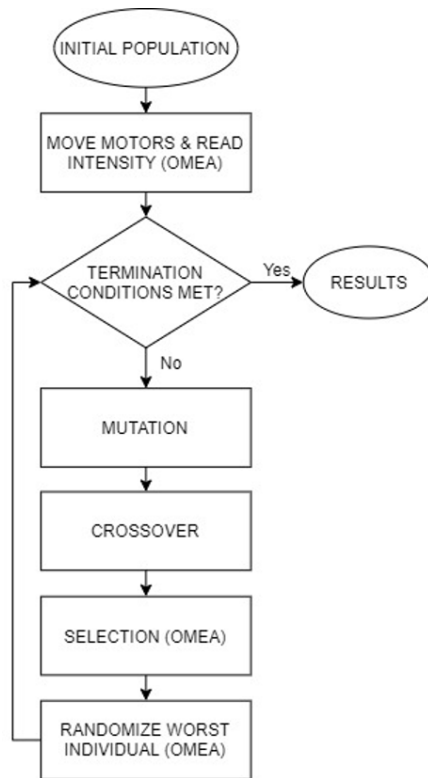 INITIAL POPULATION
MOVE MOTORS & READ
INTENSITY (OMEA)
TERMINATION
CONDITIONS MET?
Yes
RESULTS
No
MUTATION
CROSSOVER
SELECTION (OMEA)
RANDOMIZE WORST
INDIVIDUAL (OMEA)